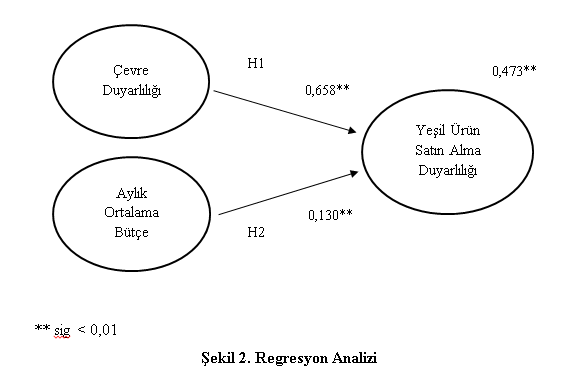 Çevre
Duyarlılığı
H1
0,658**
0,473**
Yeşil Ürün
Satın Alma
Duyarlılığı
Aylık
Ortalama
Bütçe
0,130**
H2
** sig < 0,01
Şekil 2. Regresyon Analizi